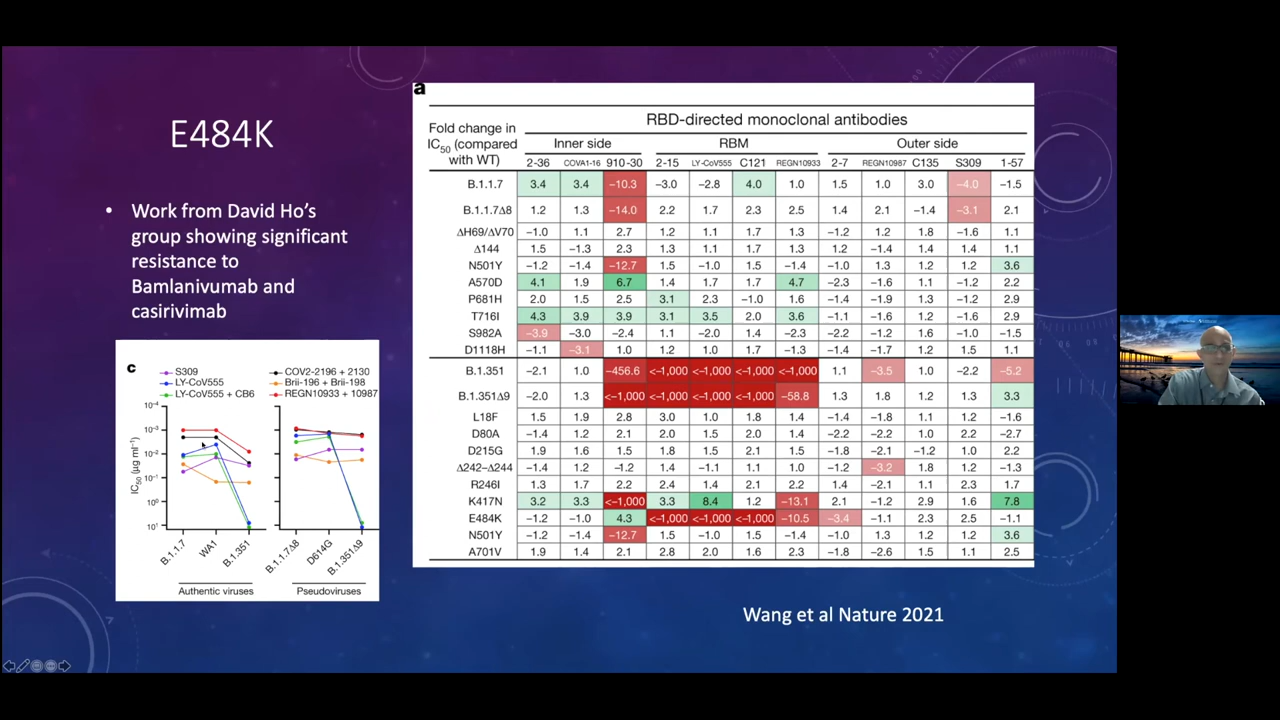 E484K
• Work from David Ho's
group showing significant
resistance to
Bamlanivumab and
casirivimab
c
S309
LY-CoV555
LY-CoV555 + CB6
COV2-2196 + 2130
Brii-196 + Brii-198
REGN10933 + 10987
IC50 (µg ml⁻¹)
10⁻⁴
10⁻³
10⁻²
10⁻¹
10⁰
10¹
B.1.1.7
WA1
B.1.351
B.1.1.7Δ8
D614G
B.1.351Δ9
Authentic viruses
Pseudoviruses
a
Fold change in
IC50 (compared
with WT)
RBD-directed monoclonal antibodies
Inner side RBM Outer side
2-36 COVA1-16 910-30 2-15 LY-CoV555 C121 REGN10933 2-7 REGN10987 C135 S309 1-57
B.1.1.7 3.4 3.4 −10.3 −3.0 −2.8 4.0 1.0 1.5 1.0 3.0 −4.0 −1.5
B.1.1.7Δ8 1.2 1.3 −14.0 2.2 1.7 2.3 2.5 1.4 2.1 −1.4 −3.1 2.1
ΔH69/ΔV70 −1.0 1.1 2.7 1.2 1.1 1.7 1.3 −1.2 1.2 1.8 −1.6 1.1
Δ144 1.5 −1.3 2.3 1.3 1.1 1.7 1.3 1.2 −1.4 1.4 1.4 1.1
N501Y −1.2 −1.4 −12.7 1.5 −1.0 1.5 −1.4 −1.0 1.3 1.2 1.2 3.6
A570D 4.1 1.9 6.7 1.4 1.7 1.7 4.7 −2.3 −1.6 1.1 −1.2 2.2
P681H 2.0 1.5 2.5 3.1 2.3 −1.0 1.6 −1.4 −1.9 1.3 −1.2 2.9
T716I 4.3 3.9 3.9 3.1 3.5 2.0 3.6 −1.1 −1.6 1.2 −1.6 2.9
S982A −3.9 −3.0 −2.4 1.1 −2.0 1.4 −2.3 −2.2 −1.2 1.6 −1.0 −1.5
D1118H −1.1 −3.1 1.0 1.2 1.0 1.7 −1.3 −1.4 1.2 1.5 1.1
B.1.351 −2.1 1.0 −456.6 <−1,000 <−1,000 <−1,000 <−1,000 1.1 −3.5 1.0 −2.2 −5.2
B.1.351Δ9 −2.0 1.3 <−1,000 <−1,000 <−1,000 <−1,000 −58.8 1.3 1.8 1.2 1.3 3.3
L18F 1.5 1.9 2.8 3.0 1.0 1.8 1.4 −1.4 −1.8 1.1 1.2 −1.6
D80A −1.4 1.2 2.1 2.0 1.5 2.0 1.4 −2.2 −2.2 1.0 2.2 −2.7
D215G 1.9 1.6 1.5 1.8 1.5 2.1 1.5 −1.8 −2.1 −1.2 1.0 2.2
Δ242–Δ244 −1.4 1.2 −1.2 1.4 −1.1 1.1 1.0 −1.2 −3.2 1.8 1.2 −1.3
R246I 1.3 1.7 2.2 2.4 1.4 2.1 2.2 −1.4 −1.2 1.1 2.3 1.7
K417N 3.2 3.3 <−1,000 3.3 8.4 1.2 −13.1 2.1 −1.2 2.9 1.6 7.8
E484K −1.2 −1.0 4.3 <−1,000 <−1,000 <−1,000 −10.5 −3.4 −1.1 2.3 2.5 −1.1
N501Y −1.2 −1.4 −12.7 1.5 −1.0 1.5 −1.4 −1.0 1.3 1.2 1.2 3.6
A701V 1.9 1.4 2.1 2.8 2.0 1.6 2.3 −1.8 −2.6 1.5 1.1 2.5
Wang et al Nature 2021